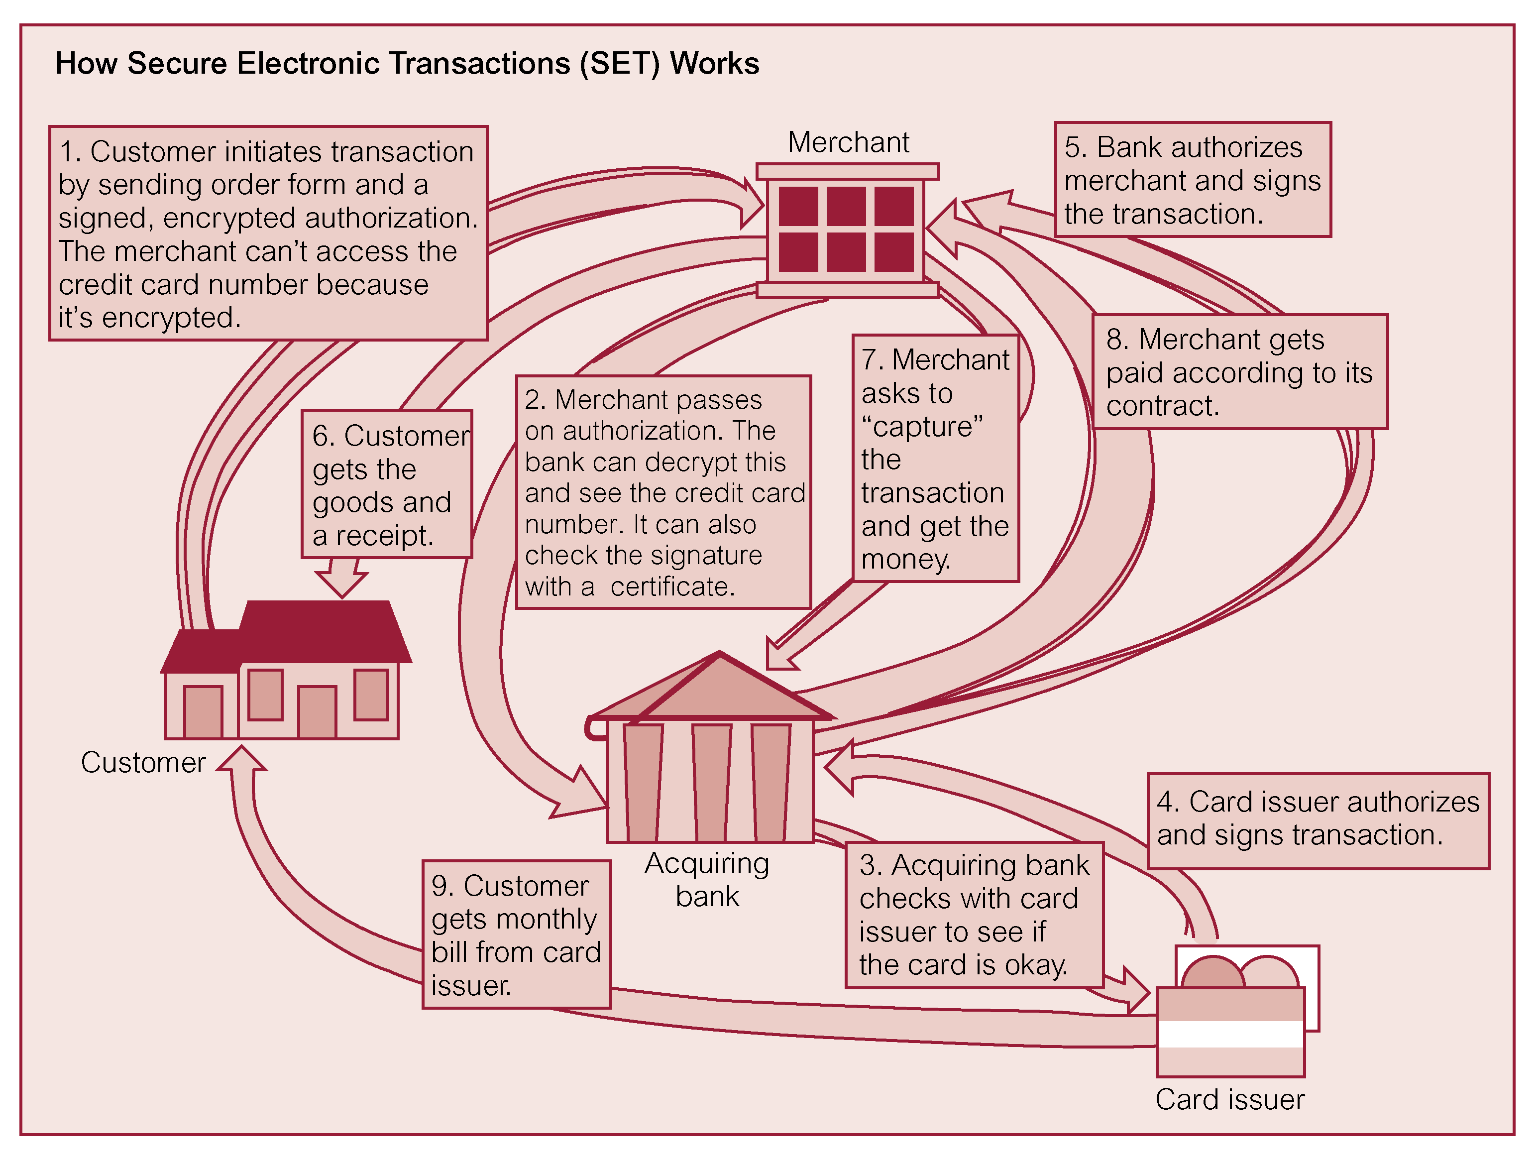 How Secure Electronic Transactions (SET) Works
1. Customer initiates transaction
by sending order form and a
signed, encrypted authorization.
The merchant can’t access the
credit card number because
it’s encrypted.
Merchant
5. Bank authorizes
merchant and signs
the transaction.
8. Merchant gets
paid according to its
contract.
7. Merchant
asks to
“capture”
the
transaction
and get the
money.
2. Merchant passes
on authorization. The
bank can decrypt this
and see the credit card
number. It can also
check the signature
with a certificate.
6. Customer
gets the
goods and
a receipt.
Customer
Acquiring
bank
4. Card issuer authorizes
and signs transaction.
3. Acquiring bank
checks with card
issuer to see if
the card is okay.
9. Customer
gets monthly
bill from card
issuer.
Card issuer